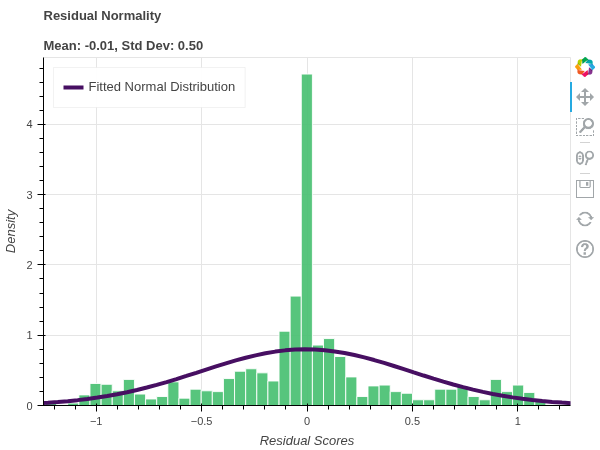 Residual Normality
Mean: -0.01, Std Dev: 0.50
Fitted Normal Distribution
4
3
2
1
0
Density
−1
−0.5
0
0.5
1
Residual Scores